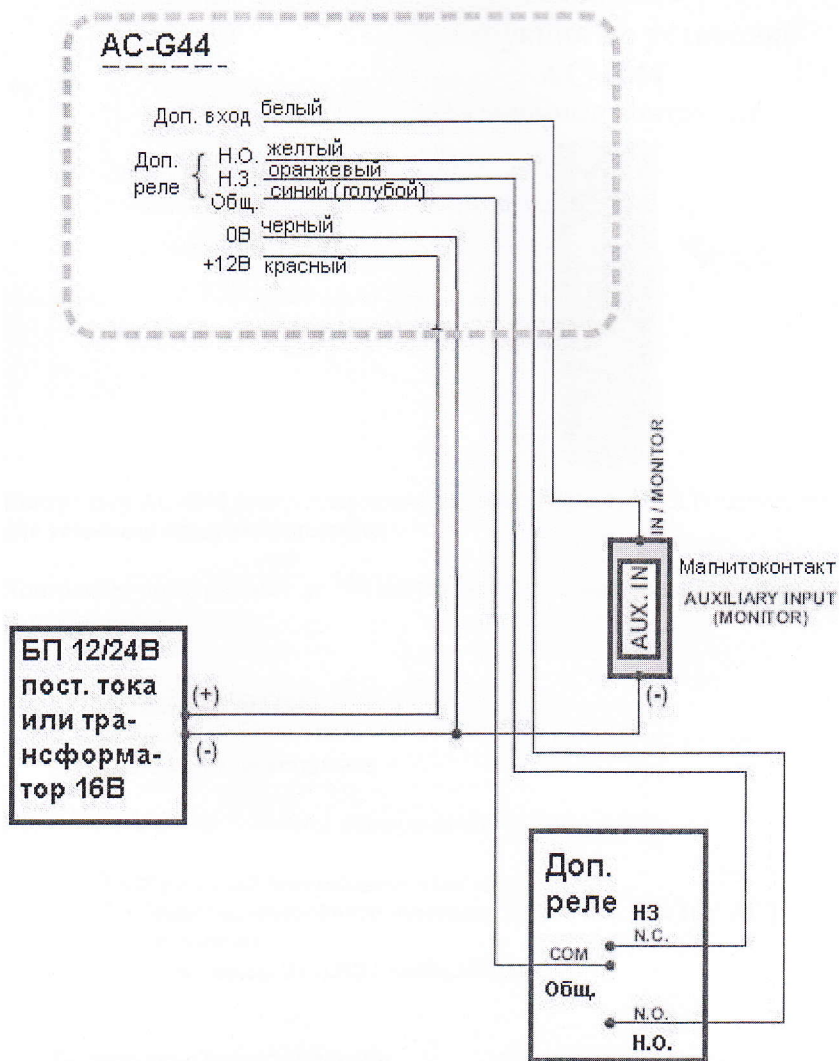 AC-G44
Доп. вход белый
Доп. реле { Н.О. желтый
Н.З. оранжевый
Общ. синий (голубой)
0В черный
+12В красный
IN / MONITOR
AUX. IN
Магнитоконтакт
AUXILIARY INPUT
(MONITOR)
(-)
БП 12/24В
пост. тока
или тра-
нсформа-
тор 16В
(+)
(-)
Доп.
реле
НЗ
N.C.
COM
Общ.
N.O.
Н.О.